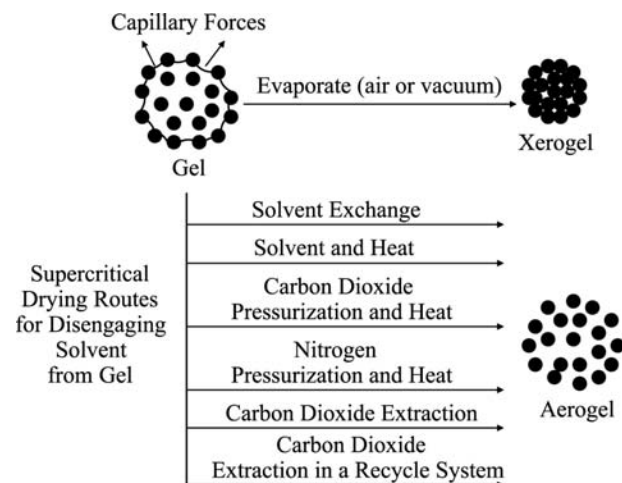 Capillary Forces
Evaporate (air or vacuum)
Gel
Xerogel
Solvent Exchange
Solvent and Heat
Supercritical
Drying Routes
for Disengaging
Solvent
from Gel
Carbon Dioxide
Pressurization and Heat
Nitrogen
Pressurization and Heat
Carbon Dioxide Extraction
Carbon Dioxide
Extraction in a Recycle System
Aerogel